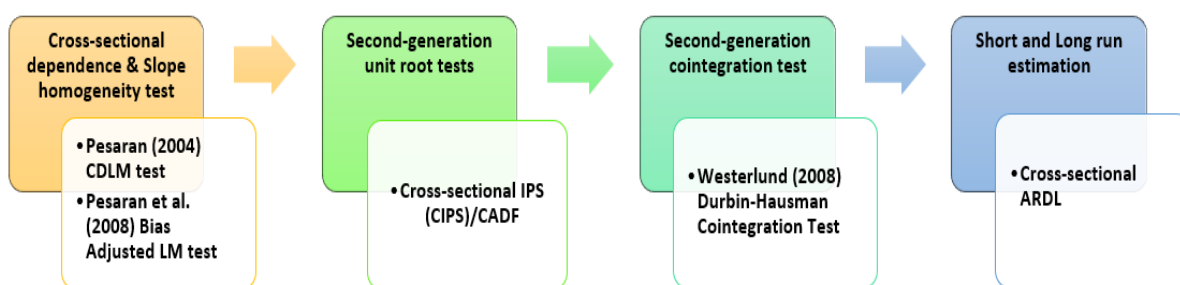 Cross-sectional
dependence & Slope
homogeneity test
•Pesaran (2004)
CDLM test
•Pesaran et al.
(2008) Bias
Adjusted LM test
Second-generation
unit root tests
•Cross-sectional IPS
(CIPS)/CADF
Second-generation
cointegration test
•Westerlund (2008)
Durbin-Hausman
Cointegration Test
Short and Long run
estimation
•Cross-sectional
ARDL